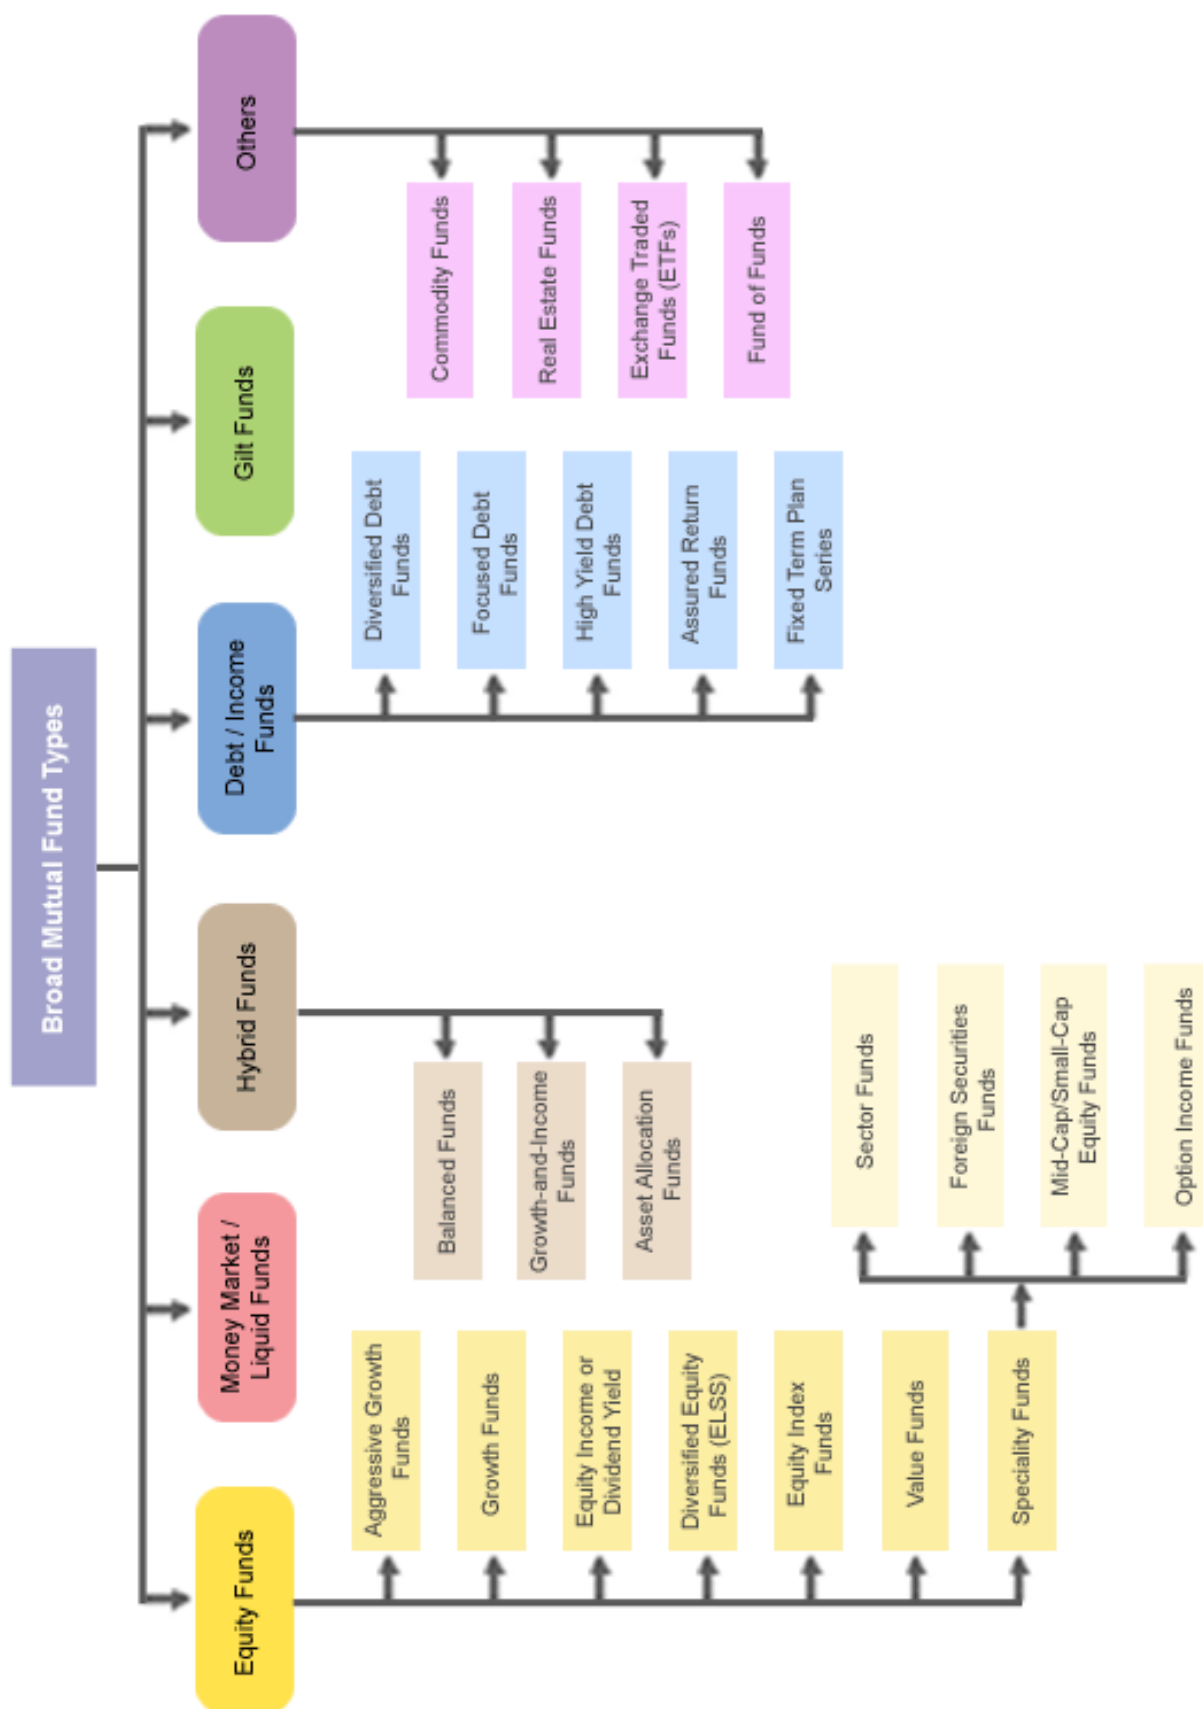 Broad Mutual Fund Types
Equity Funds
Money Market /
Liquid Funds
Hybrid Funds
Debt / Income
Funds
Gilt Funds
Others
Aggressive Growth
Funds
Growth Funds
Equity Income or
Dividend Yield
Diversified Equity
Funds (ELSS)
Equity Index
Funds
Value Funds
Speciality Funds
Sector Funds
Foreign Securities
Funds
Mid-Cap/Small-Cap
Equity Funds
Option Income Funds
Balanced Funds
Growth-and-Income
Funds
Asset Allocation
Funds
Diversified Debt
Funds
Focused Debt
Funds
High Yield Debt
Funds
Assured Return
Funds
Fixed Term Plan
Series
Commodity Funds
Real Estate Funds
Exchange Traded
Funds (ETFs)
Fund of Funds